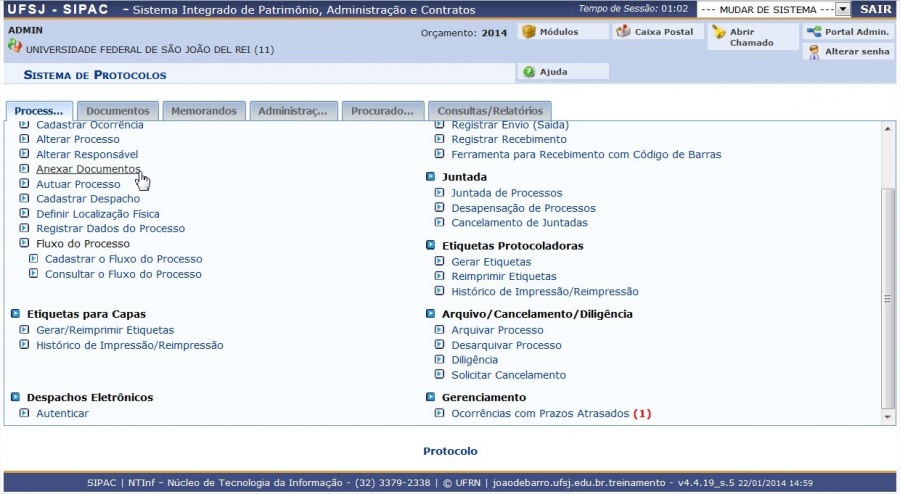 UFSJ - SIPAC - Sistema Integrado de Patrimônio, Administração e Contratos
Tempo de Sessão: 01:02
--- MUDAR DE SISTEMA ---
SAIR
ADMIN
UNIVERSIDADE FEDERAL DE SÃO JOÃO DEL REI (11)
Orçamento: 2014
Módulos
Caixa Postal
Abrir Chamado
Portal Admin.
Alterar senha
Ajuda
SISTEMA DE PROTOCOLOS
Process...
Documentos
Memorandos
Administraç...
Procurado...
Consultas/Relatórios
Cadastrar Ocorrência
Alterar Processo
Alterar Responsável
Anexar Documentos
Autuar Processo
Cadastrar Despacho
Definir Localização Física
Registrar Dados do Processo
Fluxo do Processo
Cadastrar o Fluxo do Processo
Consultar o Fluxo do Processo
Etiquetas para Capas
Gerar/Reimprimir Etiquetas
Histórico de Impressão/Reimpressão
Despachos Eletrônicos
Autenticar
Registrar Envio (Saída)
Registrar Recebimento
Ferramenta para Recebimento com Código de Barras
Juntada
Juntada de Processos
Desapensação de Processos
Cancelamento de Juntadas
Etiquetas Protocoladoras
Gerar Etiquetas
Reimprimir Etiquetas
Histórico de Impressão/Reimpressão
Arquivo/Cancelamento/Diligência
Arquivar Processo
Desarquivar Processo
Diligência
Solicitar Cancelamento
Gerenciamento
Ocorrências com Prazos Atrasados (1)
Protocolo
SIPAC | NTInf – Núcleo de Tecnologia da Informação - (32) 3379-2338 | © UFRN | joaodebarro.ufsj.edu.br.treinamento - v4.4.19_s.5 22/01/2014 14:59